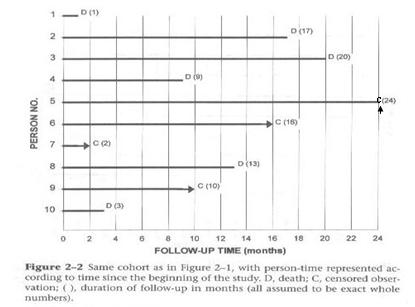 PERSON NO.
1 D (1)
2 D (17)
3 D (20)
4 D (9)
5 C(24)
6 C (16)
7 C (2)
8 D (13)
9 C (10)
10 D (3)
0 2 4 6 8 10 12 14 16 18 20 22 24
FOLLOW-UP TIME (months)
Figure 2–2 Same cohort as in Figure 2–1, with person-time represented ac-
cording to time since the beginning of the study. D, death; C, censored obser-
vation; ( ), duration of follow-up in months (all assumed to be exact whole
numbers).